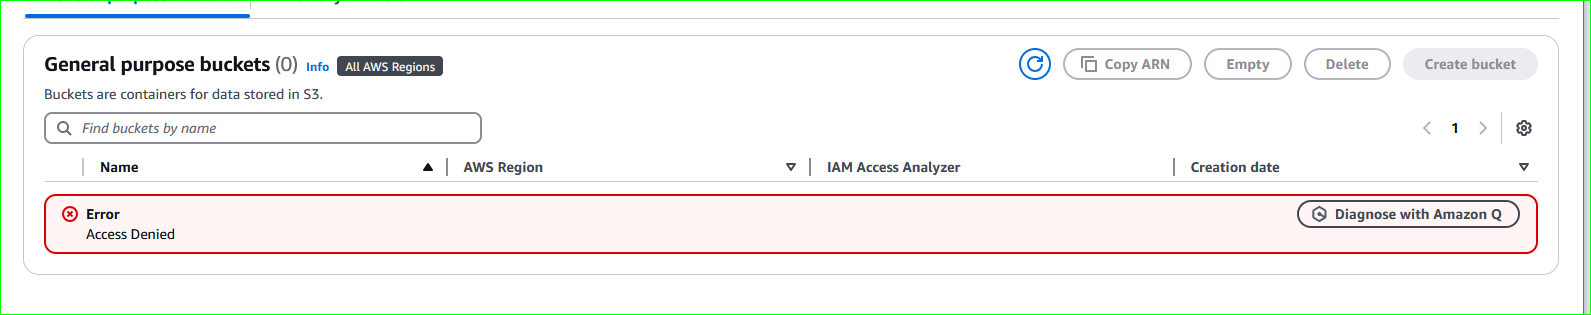 General purpose buckets (0) Info All AWS Regions
Copy ARN
Empty
Delete
Create bucket
Buckets are containers for data stored in S3.
Find buckets by name
1
Name
AWS Region
IAM Access Analyzer
Creation date
Error
Access Denied
Diagnose with Amazon Q